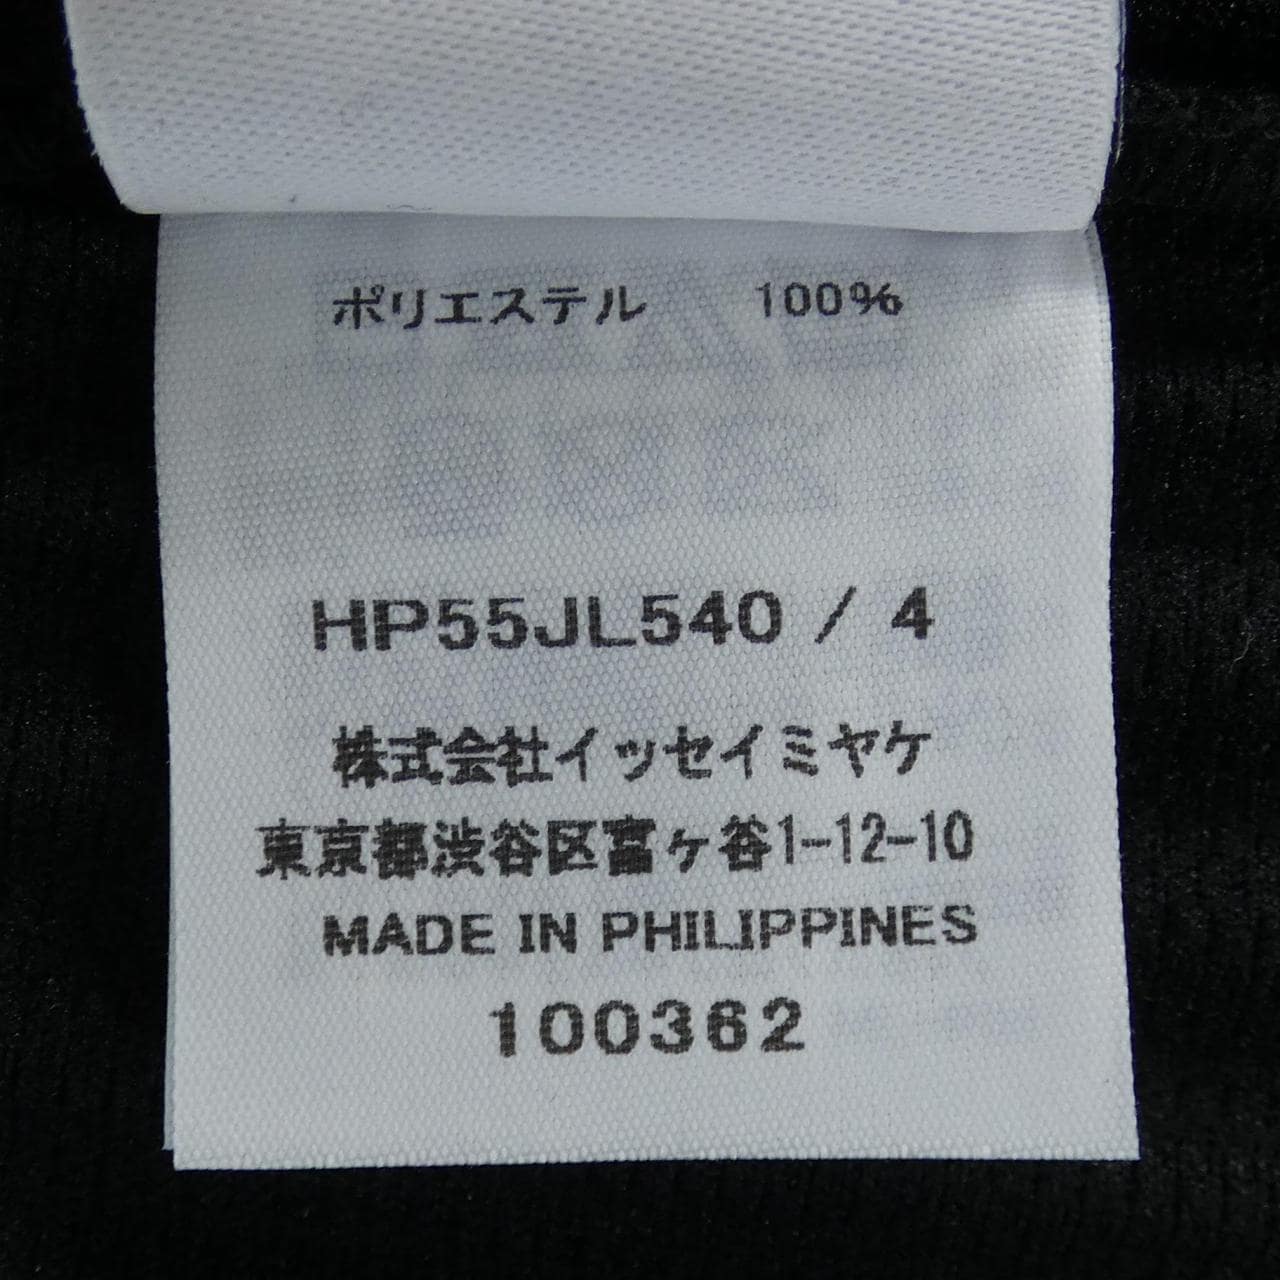 ポリエステル 100%
HP55JL540 / 4
株式会社イッセイミヤケ
東京都渋谷区富ヶ谷1-12-10
MADE IN PHILIPPINES
100362